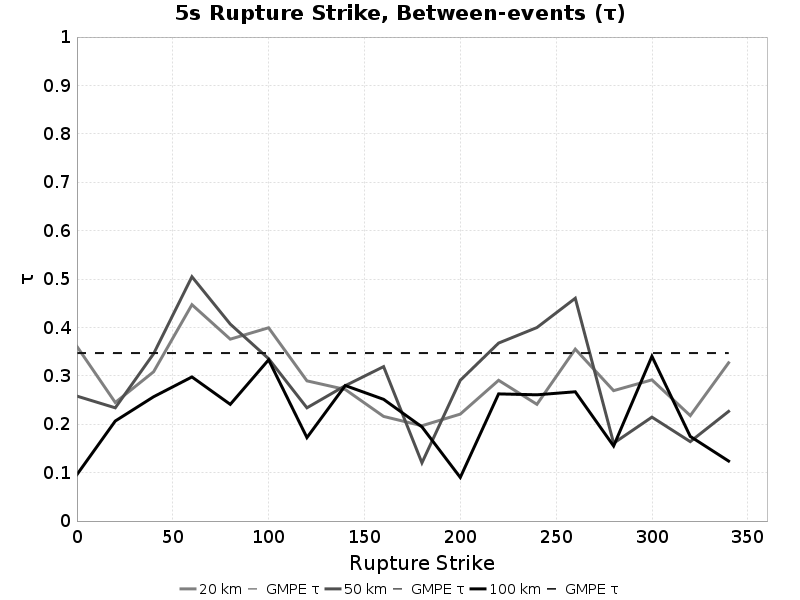 5s Rupture Strike, Between-events (τ)
1
0.9
0.8
0.7
0.6
0.5
0.4
0.3
0.2
0.1
0
τ
0 50 100 150 200 250 300 350
Rupture Strike
20 km GMPE τ 50 km GMPE τ 100 km GMPE τ